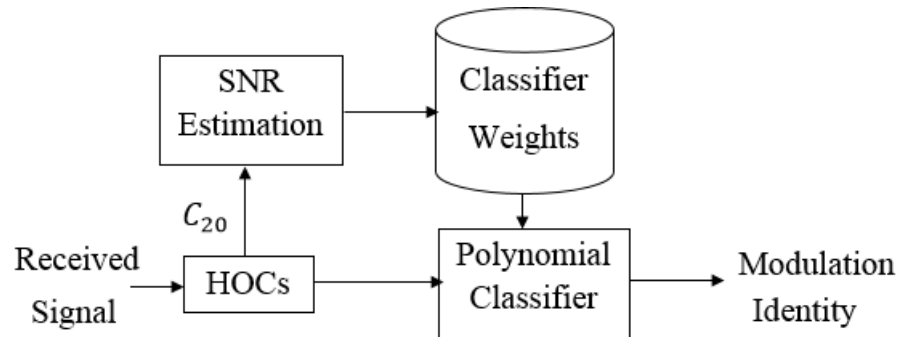 SNR
Estimation
Classifier
Weights
C₂₀
Received
Signal
HOCs
Polynomial
Classifier
Modulation
Identity